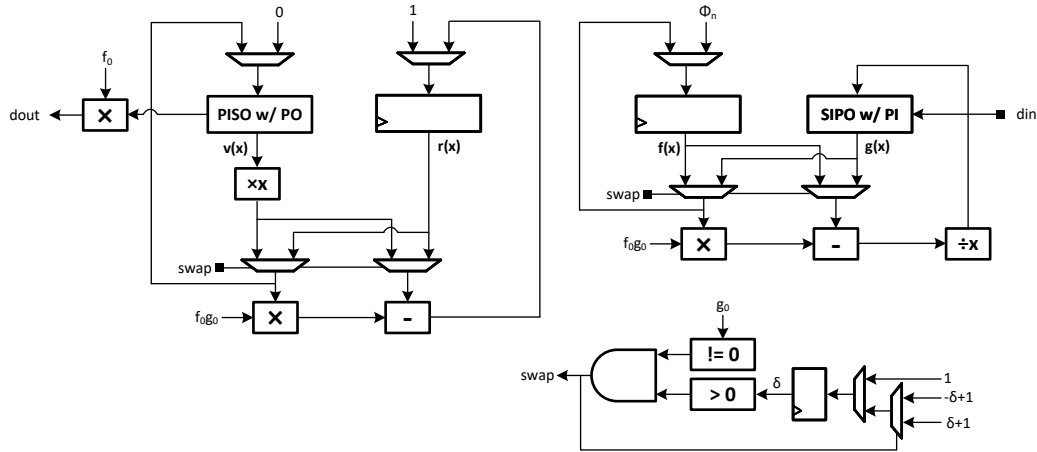 0
1
Φn
f0
dout
×
PISO w/ PO
v(x)
r(x)
×x
swap
f0g0
×
-
SIPO w/ PI
din
f(x)
g(x)
swap
f0g0
×
-
÷x
g0
!= 0
swap
> 0
δ
1
-δ+1
δ+1